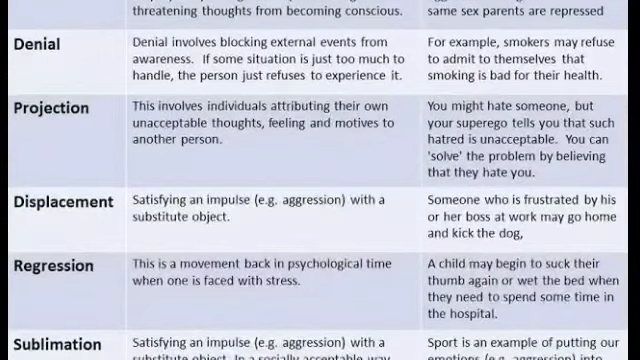 threatening thoughts from becoming conscious.
same sex parents are repressed
Denial
Denial involves blocking external events from
awareness. If some situation is just too much to
handle, the person just refuses to experience it.
For example, smokers may refuse
to admit to themselves that
smoking is bad for their health.
Projection
This involves individuals attributing their own
unacceptable thoughts, feeling and motives to
another person.
You might hate someone, but
your superego tells you that such
hatred is unacceptable. You can
'solve' the problem by believing
that they hate you.
Displacement
Satisfying an impulse (e.g. aggression) with a
substitute object.
Someone who is frustrated by his
or her boss at work may go home
and kick the dog,
Regression
This is a movement back in psychological time
when one is faced with stress.
A child may begin to suck their
thumb again or wet the bed when
they need to spend some time in
the hospital.
Sublimation
Satisfying an impulse (e.g. aggression) with a
substitute object. In a socially acceptable way
Sport is an example of putting our
emotions (e.g. aggression) into